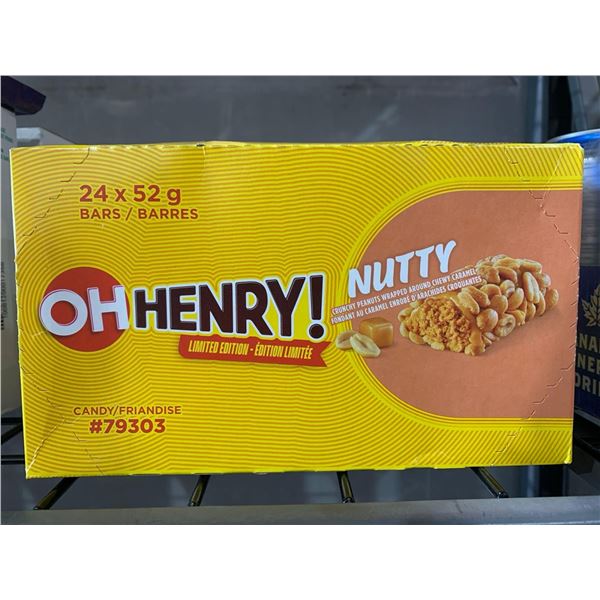 24 x 52 g
BARS / BARRES
OH HENRY!
LIMITED EDITION - ÉDITION LIMITÉE
NUTTY
CRUNCHY PEANUTS WRAPPED AROUND CHEWY CARAMEL
FONDANT AU CARAMEL ENROBÉ D'ARACHIDES CROQUANTES
CANDY/FRIANDISE
#79303